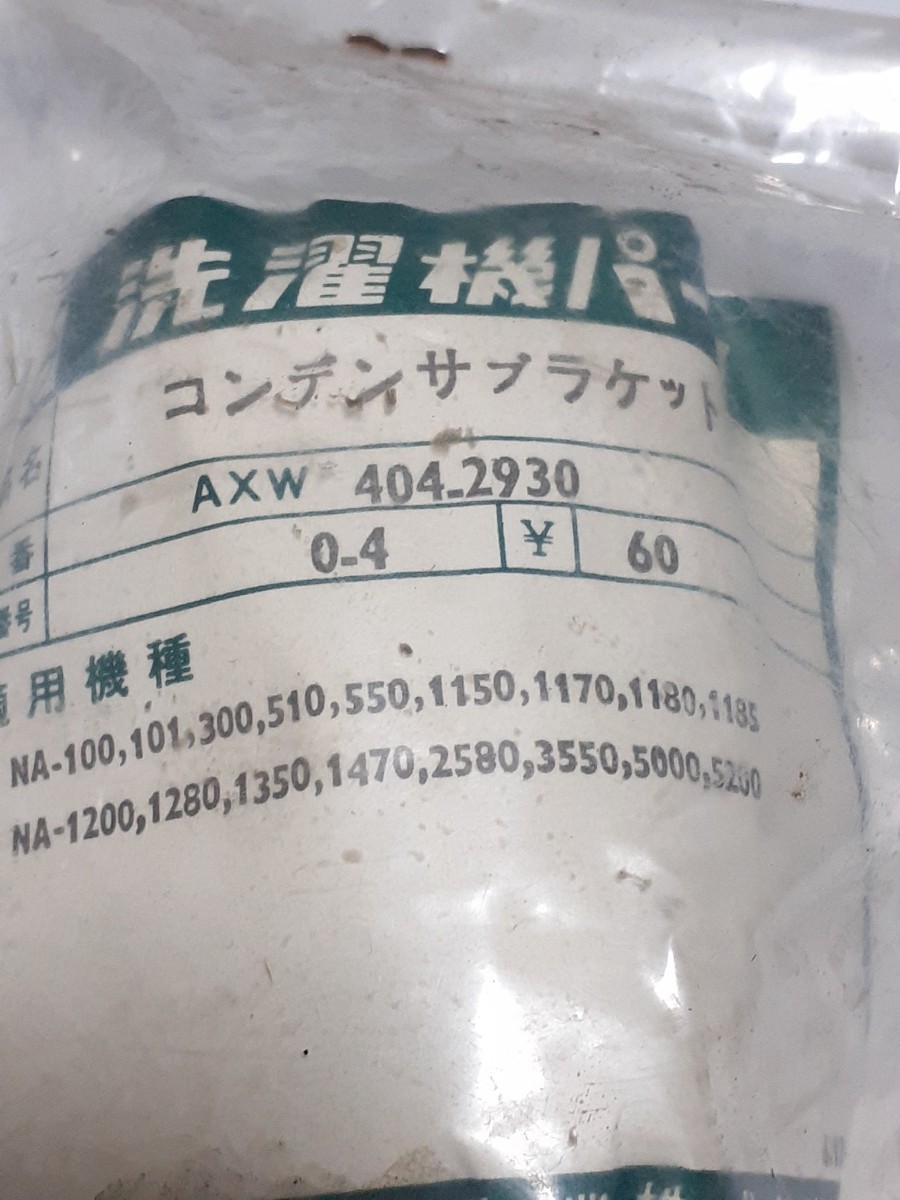 洗濯機パー
名 コンデンサブラケット
番 AXW 404-2930
番号 0-4 ¥ 60
適用機種
NA-100,101,300,510,550,1150,1170,1180,1185
NA-1200,1280,1350,1470,2580,3550,5000,5200